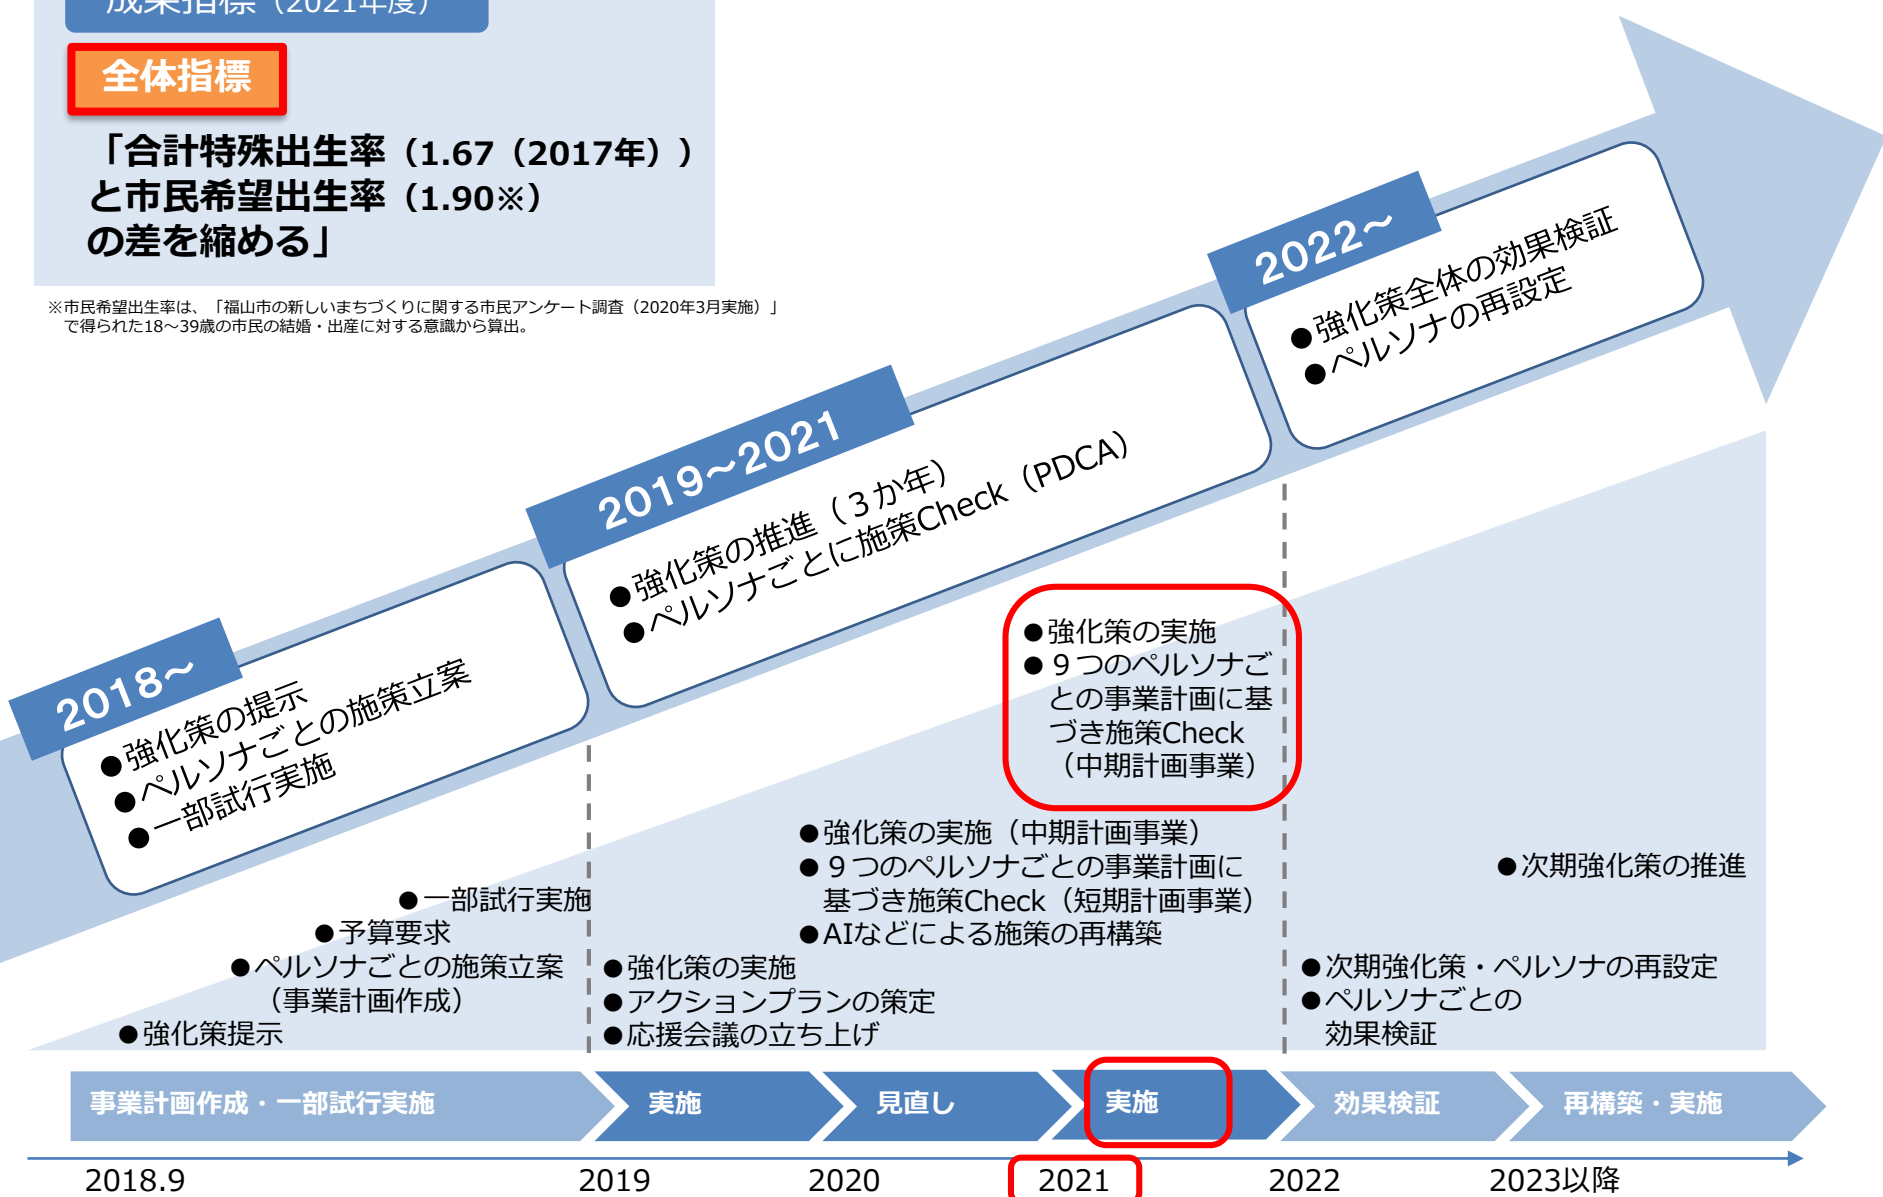 成果指標（2021年度）
全体指標
「合計特殊出生率（1.67（2017年））
と市民希望出生率（1.90※）
の差を縮める」
※市民希望出生率は、「福山市の新しいまちづくりに関する市民アンケート調査（2020年3月実施）」
で得られた18～39歳の市民の結婚・出産に対する意識から算出。
2022～
●強化策全体の効果検証
●ペルソナの再設定
2019～2021
●強化策の推進（３か年）
●ペルソナごとに施策Check（PDCA）
2018～
●強化策の提示
●ペルソナごとの施策立案
●一部試行実施
●強化策の実施
●９つのペルソナご
との事業計画に基
づき施策Check
（中期計画事業）
●強化策の実施（中期計画事業）
●９つのペルソナごとの事業計画に
基づき施策Check（短期計画事業）
●AIなどによる施策の再構築
●次期強化策の推進
●一部試行実施
●予算要求
●ペルソナごとの施策立案
（事業計画作成）
●強化策提示
●強化策の実施
●アクションプランの策定
●応援会議の立ち上げ
●次期強化策・ペルソナの再設定
●ペルソナごとの
効果検証
事業計画作成・一部試行実施
実施
見直し
実施
効果検証
再構築・実施
2018.9
2019
2020
2021
2022
2023以降